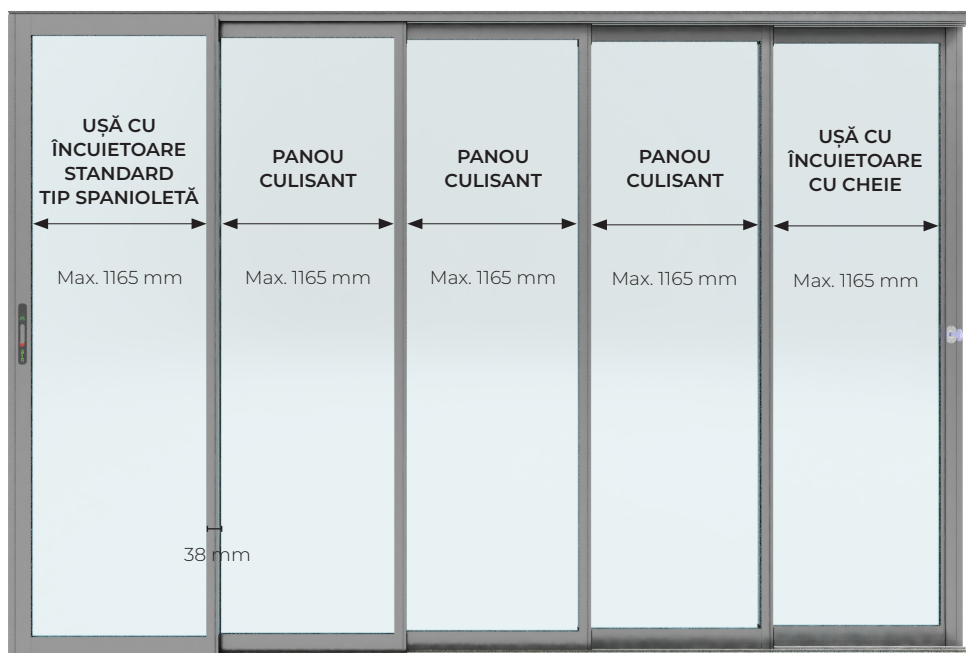 UȘĂ CU
ÎNCUIETOARE
STANDARD
TIP SPANIOLETĂ
Max. 1165 mm
PANOU
CULISANT
Max. 1165 mm
PANOU
CULISANT
Max. 1165 mm
PANOU
CULISANT
Max. 1165 mm
UȘĂ CU
ÎNCUIETOARE
CU CHEIE
Max. 1165 mm
38 mm